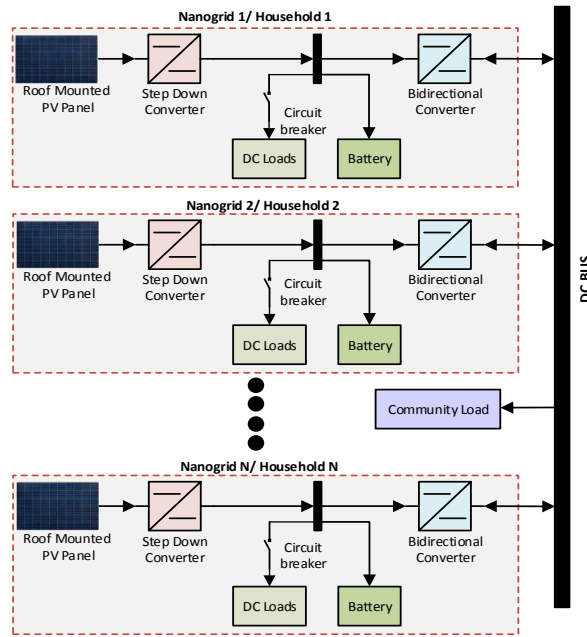 Nanogrid 1/ Household 1
Roof Mounted
PV Panel
Step Down
Converter
Circuit
breaker
Bidirectional
Converter
DC Loads
Battery
Nanogrid 2/ Household 2
Roof Mounted
PV Panel
Step Down
Converter
Circuit
breaker
Bidirectional
Converter
DC Loads
Battery
DC BUS
Community Load
Nanogrid N/ Household N
Roof Mounted
PV Panel
Step Down
Converter
Circuit
breaker
Bidirectional
Converter
DC Loads
Battery